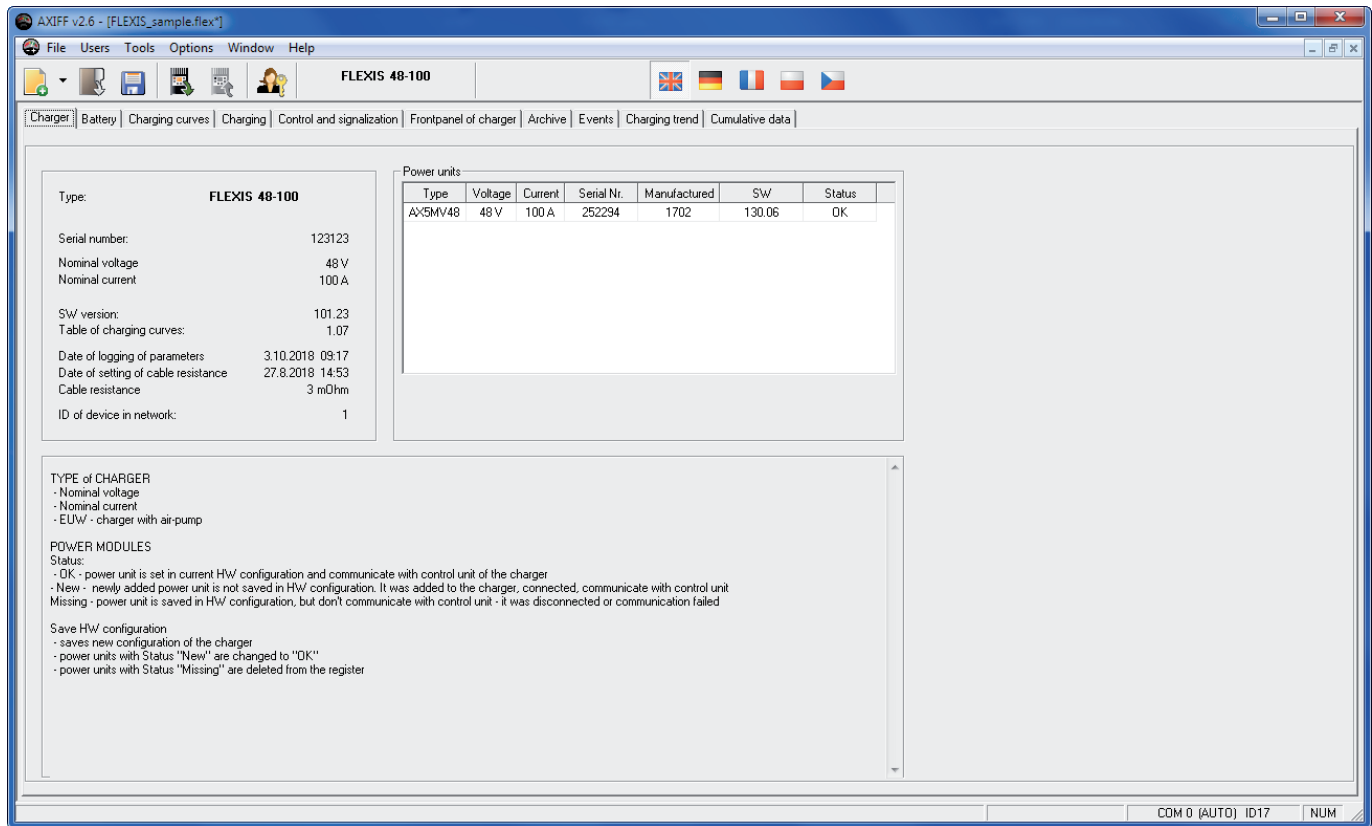 AXIFF v2.6 - [FLEXIS_sample.flex*]
File Users Tools Options Window Help
FLEXIS 48-100
Charger Battery Charging curves Charging Control and signalization Frontpanel of charger Archive Events Charging trend Cumulative data
Type: FLEXIS 48-100
Serial number: 123123
Nominal voltage 48 V
Nominal current 100 A
SW version: 101.23
Table of charging curves: 1.07
Date of logging of parameters 3.10.2018 09:17
Date of setting of cable resistance 27.8.2018 14:53
Cable resistance 3 mOhm
ID of device in network: 1
Power units
Type Voltage Current Serial Nr. Manufactured SW Status
AX5MV48 48 V 100 A 252294 1702 130.06 OK
TYPE of CHARGER
- Nominal voltage
- Nominal current
- EUW - charger with air-pump
POWER MODULES
Status:
- OK - power unit is set in current HW configuration and communicate with control unit of the charger
- New - newly added power unit is not saved in HW configuration. It was added to the charger, connected, communicate with control unit
Missing - power unit is saved in HW configuration, but don't communicate with control unit - it was disconnected or communication failed
Save HW configuration
- saves new configuration of the charger
- power units with Status "New" are changed to "OK"
- power units with Status "Missing" are deleted from the register
COM 0 (AUTO) ID17 NUM